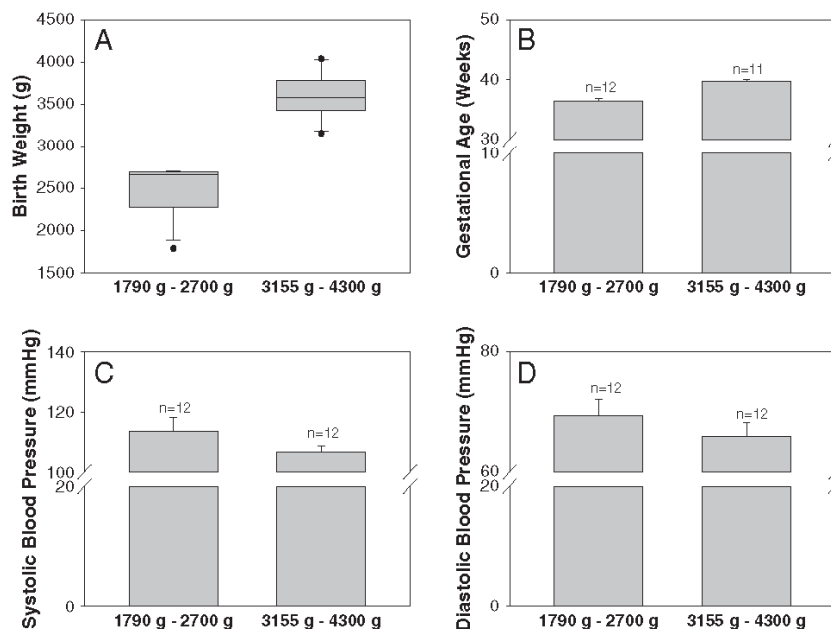 A
Birth Weight (g)
4500
4000
3500
3000
2500
2000
1500
1790 g - 2700 g
3155 g - 4300 g
B
Gestational Age (Weeks)
50
40
30
10
0
n=12
n=11
1790 g - 2700 g
3155 g - 4300 g
C
Systolic Blood Pressure (mmHg)
140
120
100
20
0
n=12
n=12
1790 g - 2700 g
3155 g - 4300 g
D
Diastolic Blood Pressure (mmHg)
80
60
20
0
n=12
n=12
1790 g - 2700 g
3155 g - 4300 g